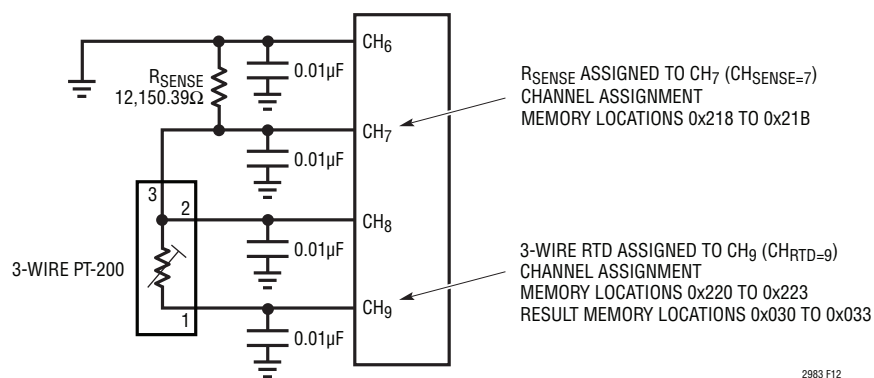 CH6
0.01µF
RSENSE
12,150.39Ω
RSENSE ASSIGNED TO CH7 (CHSENSE=7)
CHANNEL ASSIGNMENT
MEMORY LOCATIONS 0x218 TO 0x21B
CH7
0.01µF
3
2
CH8
0.01µF
3-WIRE PT-200
3-WIRE RTD ASSIGNED TO CH9 (CHRTD=9)
CHANNEL ASSIGNMENT
MEMORY LOCATIONS 0x220 TO 0x223
RESULT MEMORY LOCATIONS 0x030 TO 0x033
1
CH9
0.01µF
2983 F12